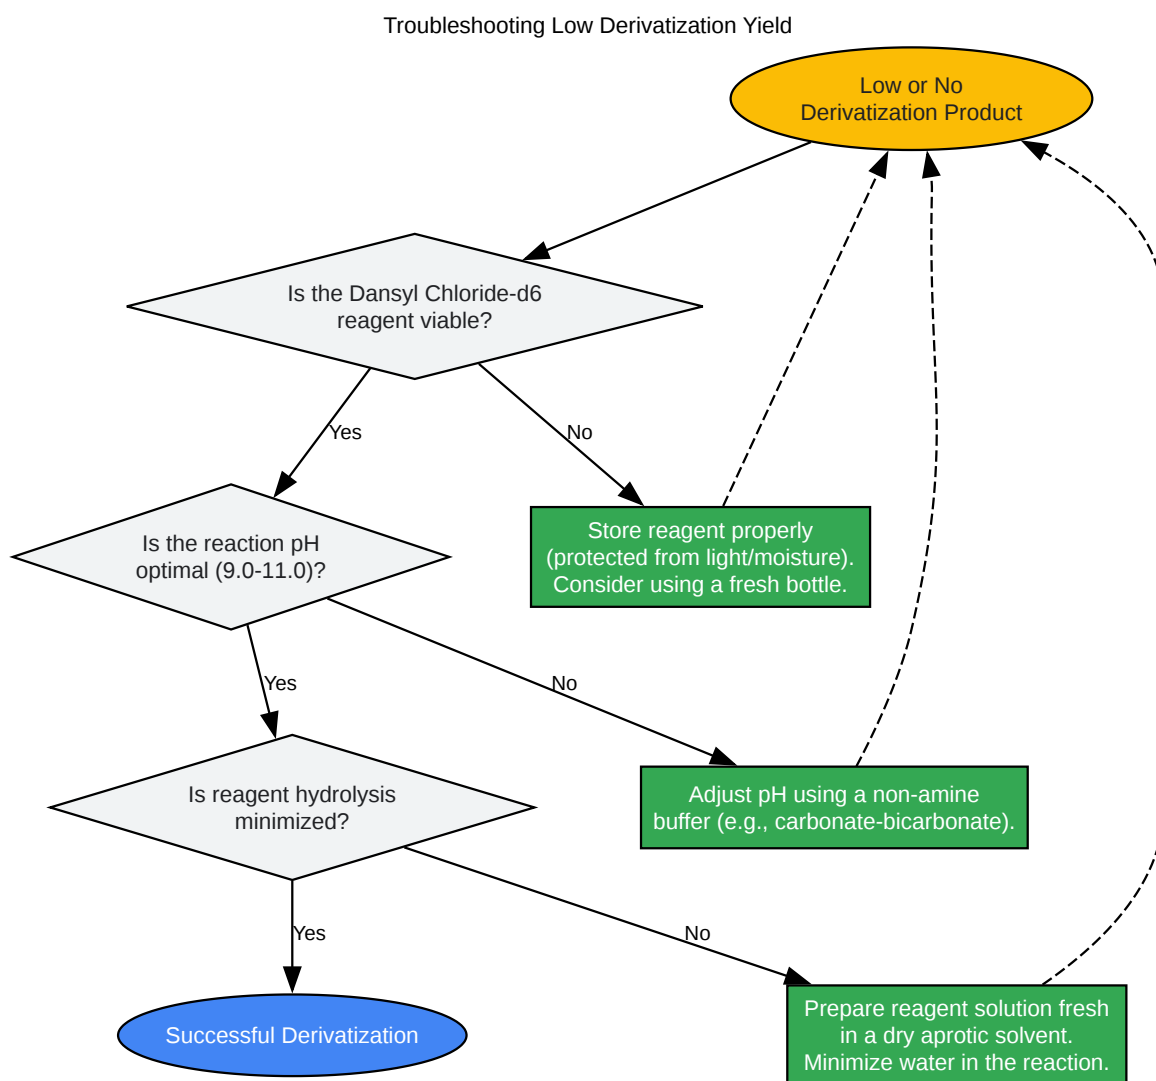 Troubleshooting Low Derivatization Yield
Low or No
Derivatization Product
Is the Dansyl Chloride-d6
reagent viable?
Yes
No
Is the reaction pH
optimal (9.0-11.0)?
Store reagent properly
(protected from light/moisture).
Consider using a fresh bottle.
Yes
No
Is reagent hydrolysis
minimized?
Adjust pH using a non-amine
buffer (e.g., carbonate-bicarbonate).
Yes
No
Successful Derivatization
Prepare reagent solution fresh
in a dry aprotic solvent.
Minimize water in the reaction.